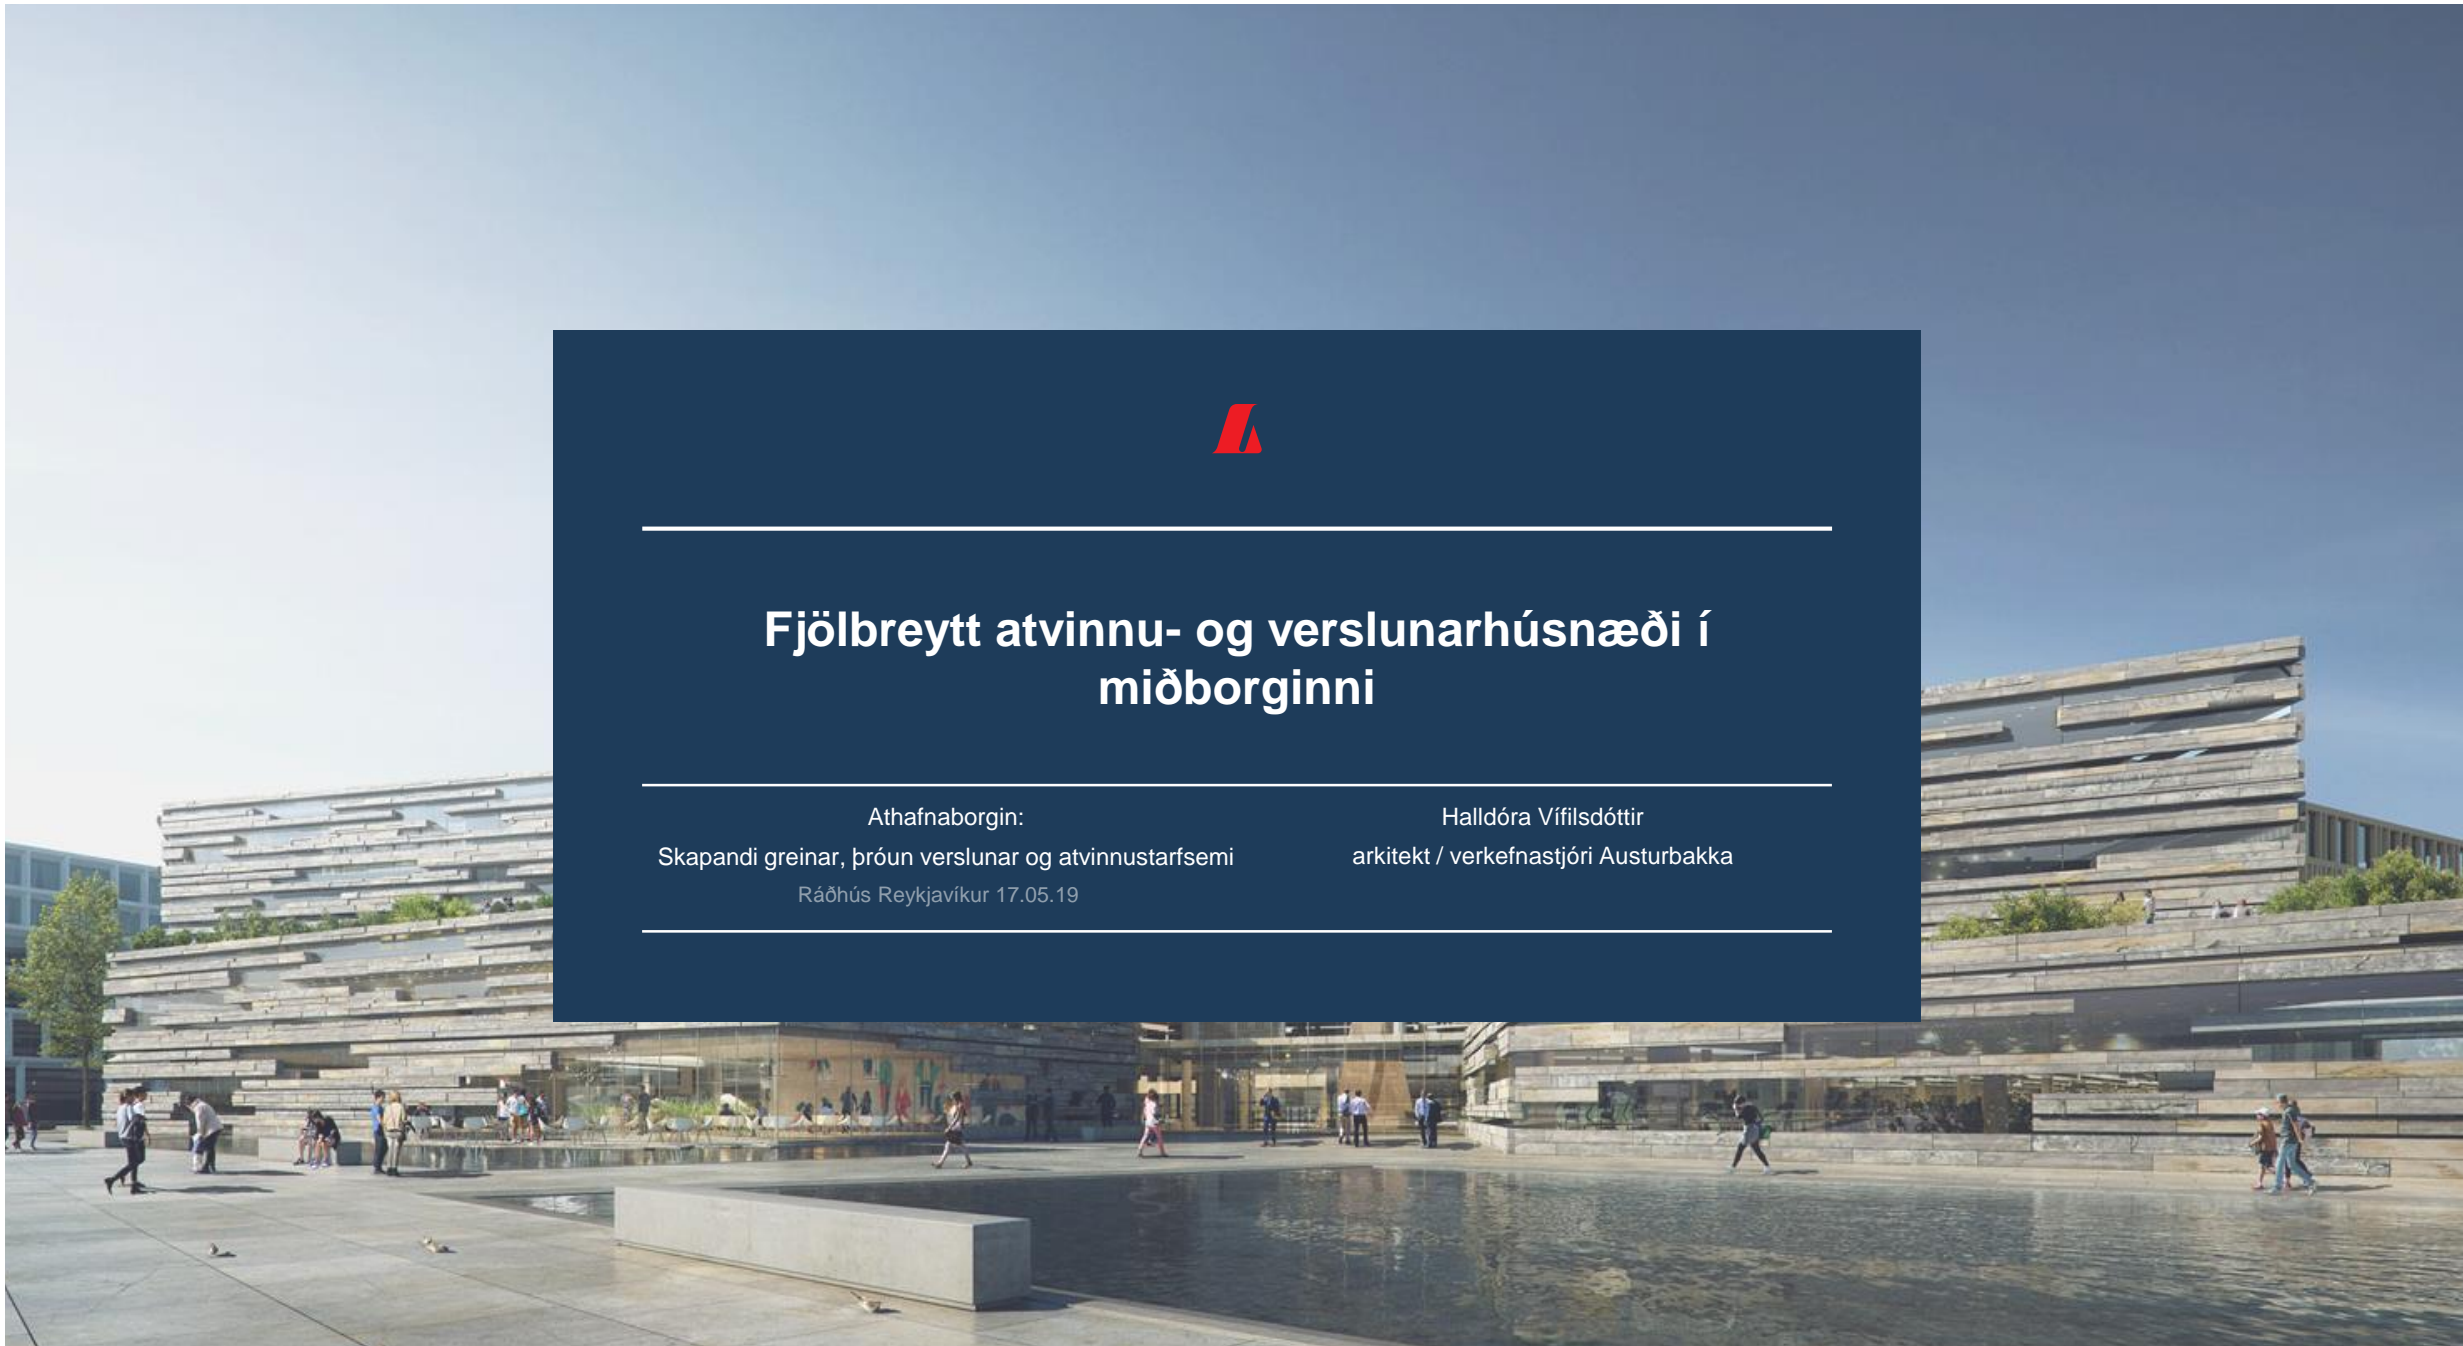 Fjölbreytt atvinnu- og verslunarhúsnæði í
miðborginni
Athafnaborgin:
Skapandi greinar, þróun verslunar og atvinnustarfsemi
Ráðhús Reykjavíkur 17.05.19
Halldóra Vífilsdóttir
arkitekt / verkefnastjóri Austurbakka